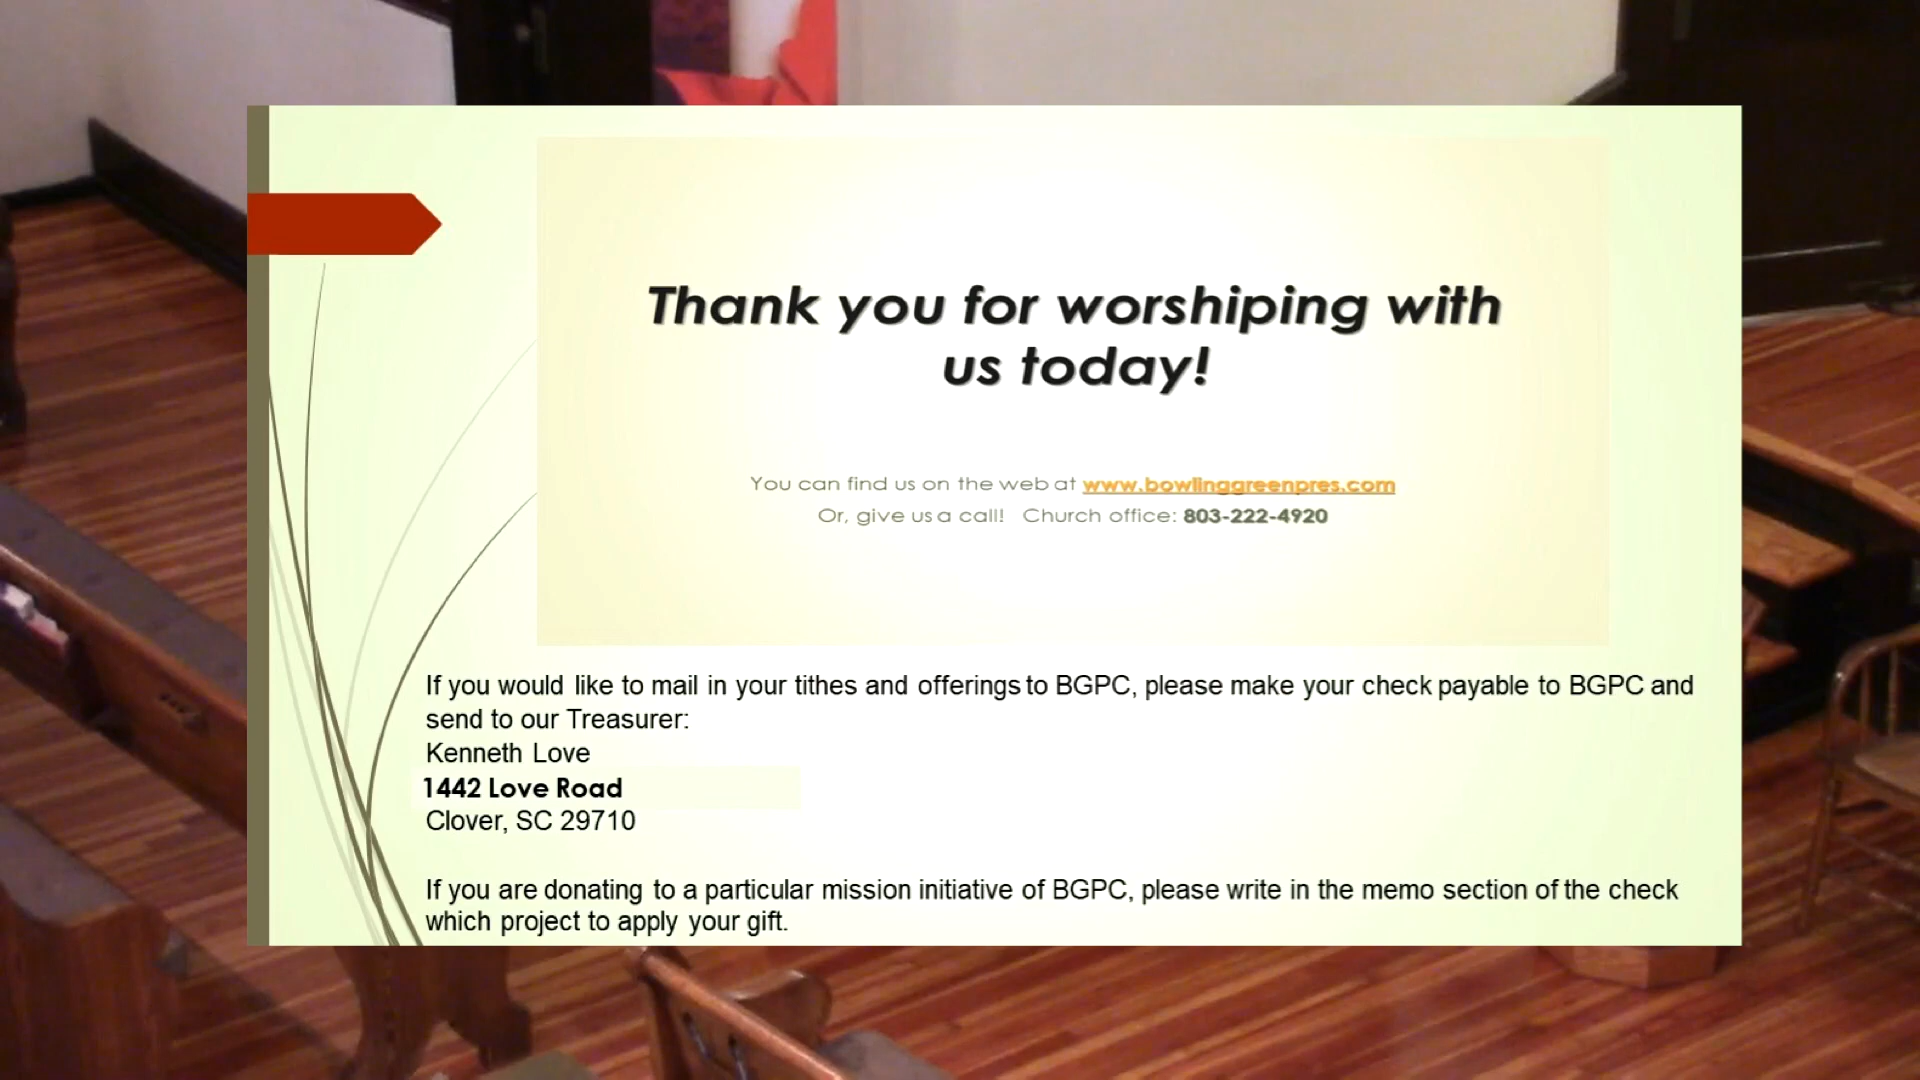 Thank you for worshiping with
us today!
You can find us on the web at www.bowlinggreenpres.com
Or, give us a call! Church office: 803-222-4920
If you would like to mail in your tithes and offerings to BGPC, please make your check payable to BGPC and
send to our Treasurer:
Kenneth Love
1442 Love Road
Clover, SC 29710
If you are donating to a particular mission initiative of BGPC, please write in the memo section of the check
which project to apply your gift.